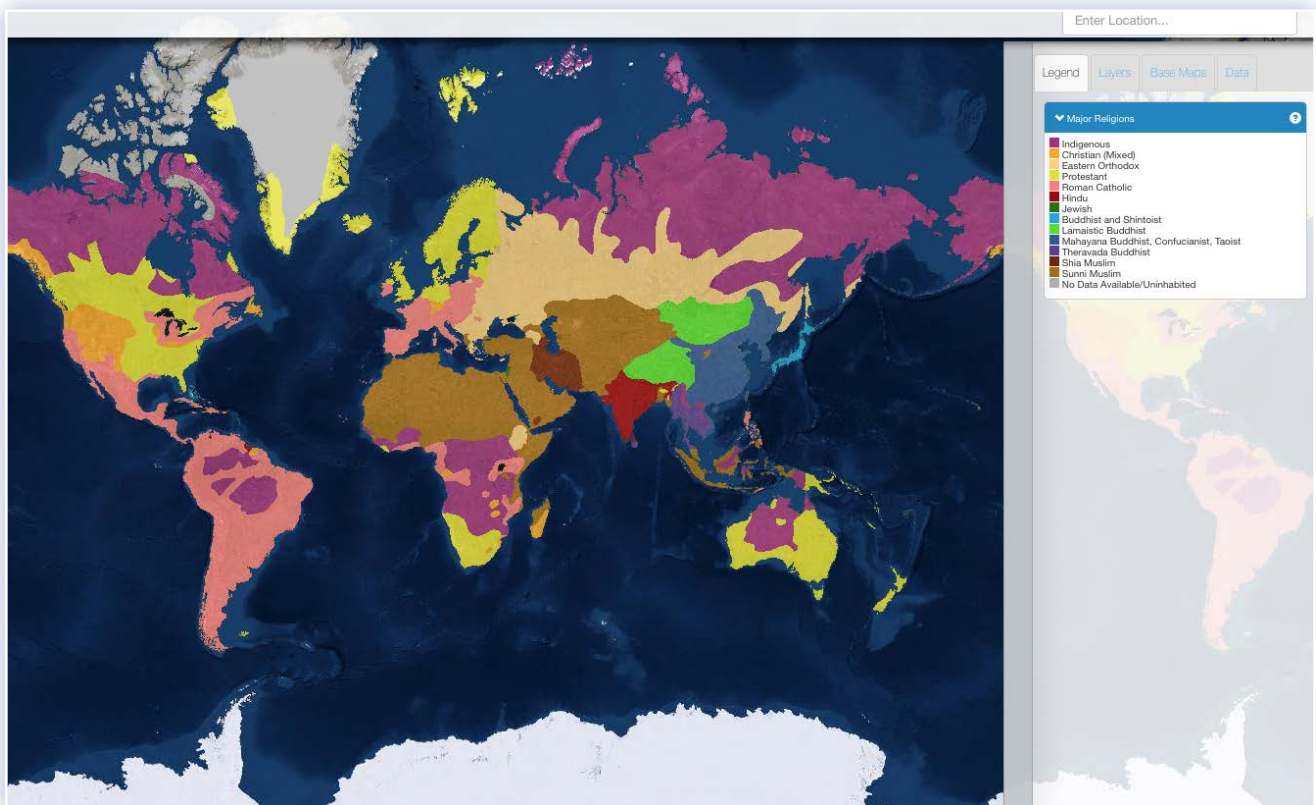 Enter Location...
Legend Layers Base Maps Data
Major Religions ?
Indigenous
Christian (Mixed)
Eastern Orthodox
Protestant
Roman Catholic
Hindu
Jewish
Buddhist and Shintoist
Lamaistic Buddhist
Mahayana Buddhist, Confucianist, Taoist
Theravada Buddhist
Shia Muslim
Sunni Muslim
No Data Available/Uninhabited